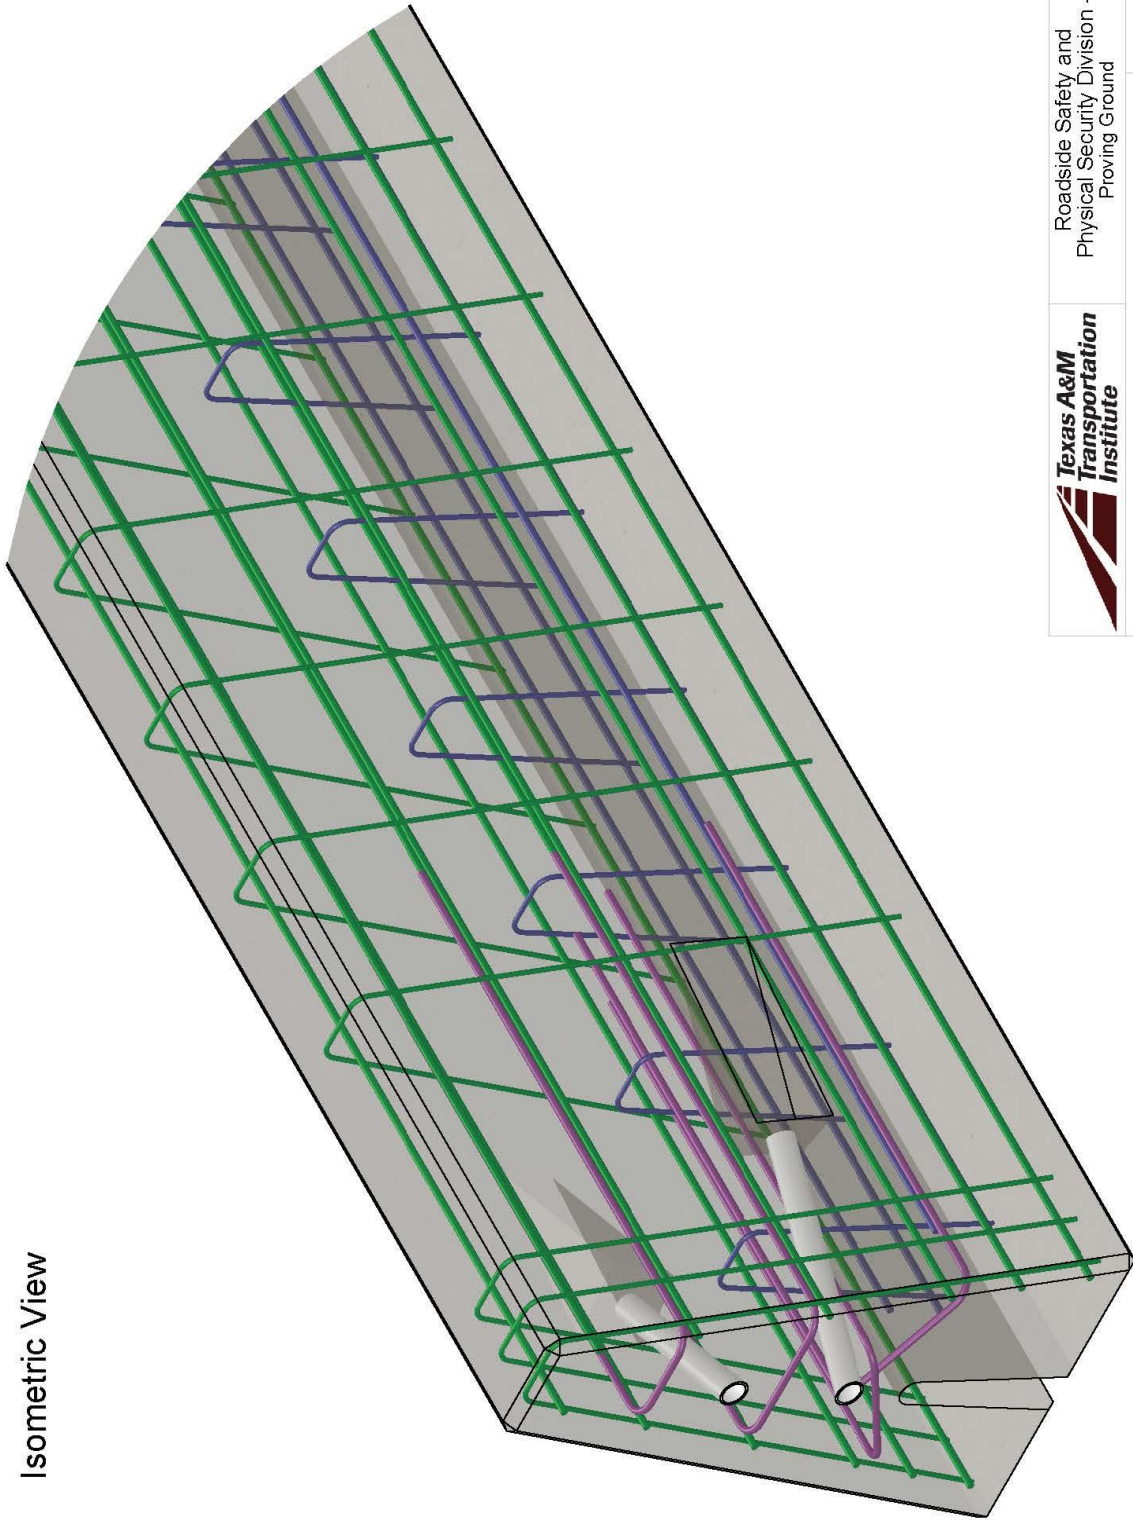 Isometric View
Roadside Safety and
Physical Security Division -
Proving Ground
Texas A&M
Transportation
Institute